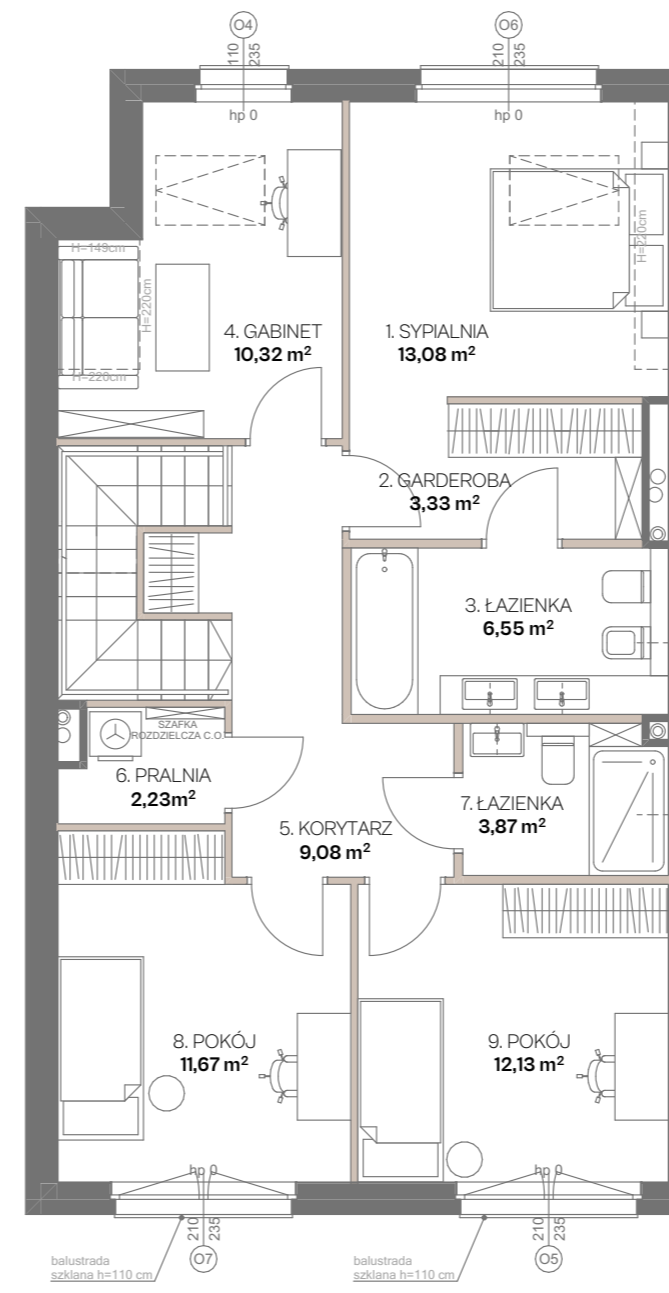 O4
O6
110
235
210
235
hp 0
hp 0
H=149cm
H=220cm
H=220cm
H=220cm
4. GABINET
10,32 m²
1. SYPIALNIA
13,08 m²
2. GARDEROBA
3,33 m²
3. ŁAZIENKA
6,55 m²
SZAFKA
ROZDZIELCZA C.O.
6. PRALNIA
2,23m²
7. ŁAZIENKA
3,87 m²
5. KORYTARZ
9,08 m²
8. POKÓJ
11,67 m²
9. POKÓJ
12,13 m²
hp 0
hp 0
210
235
210
235
O7
O5
balustrada
szklana h=110 cm
balustrada
szklana h=110 cm